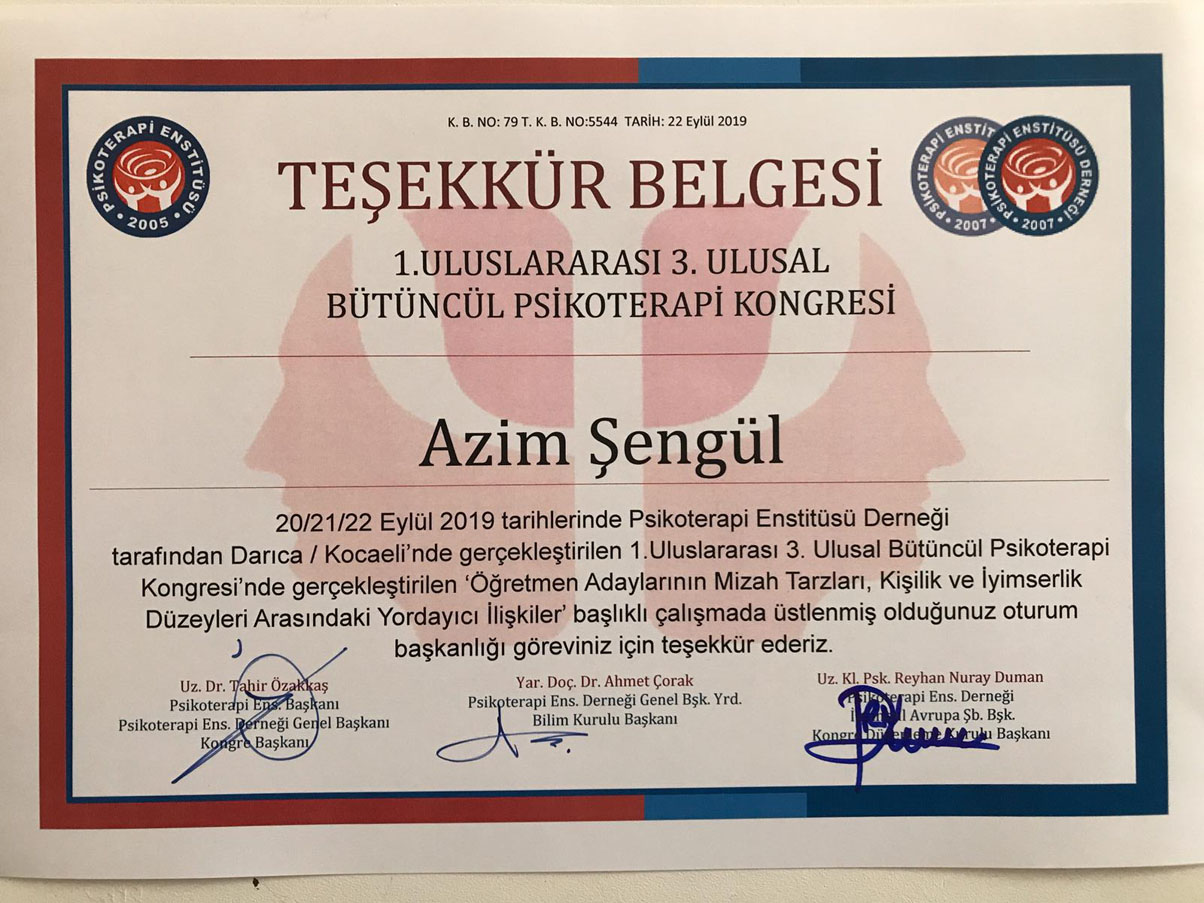 K. B. NO: 79 T. K. B. NO:5544 TARİH: 22 Eylül 2019
PSİKOTERAPİ ENSTİTÜSÜ
• 2005 •
PSİKOTERAPİ ENSTİT
• 2007 •
PSİKOTERAPİ ENSTİTÜSÜ DERNEĞİ
• 2007 •
TEŞEKKÜR BELGESİ
1.ULUSLARARASI 3. ULUSAL
BÜTÜNCÜL PSİKOTERAPİ KONGRESİ
Azim Şengül
20/21/22 Eylül 2019 tarihlerinde Psikoterapi Enstitüsü Derneği
tarafından Darıca / Kocaeli’nde gerçekleştirilen 1.Uluslararası 3. Ulusal Bütüncül Psikoterapi
Kongresi’nde gerçekleştirilen ‘Öğretmen Adaylarının Mizah Tarzları, Kişilik ve İyimserlik
Düzeyleri Arasındaki Yordayıcı İlişkiler’ başlıklı çalışmada üstlenmiş olduğunuz oturum
başkanlığı göreviniz için teşekkür ederiz.
Uz. Dr. Tahir Özakkaş
Psikoterapi Ens. Başkanı
Psikoterapi Ens. Derneği Genel Başkanı
Kongre Başkanı
Yar. Doç. Dr. Ahmet Çorak
Psikoterapi Ens. Derneği Genel Bşk. Yrd.
Bilim Kurulu Başkanı
Uz. Kl. Psk. Reyhan Nuray Duman
Psikoterapi Ens. Derneği
Avrupa Şb. Bşk.
Kongre Düzenleme Kurulu Başkanı